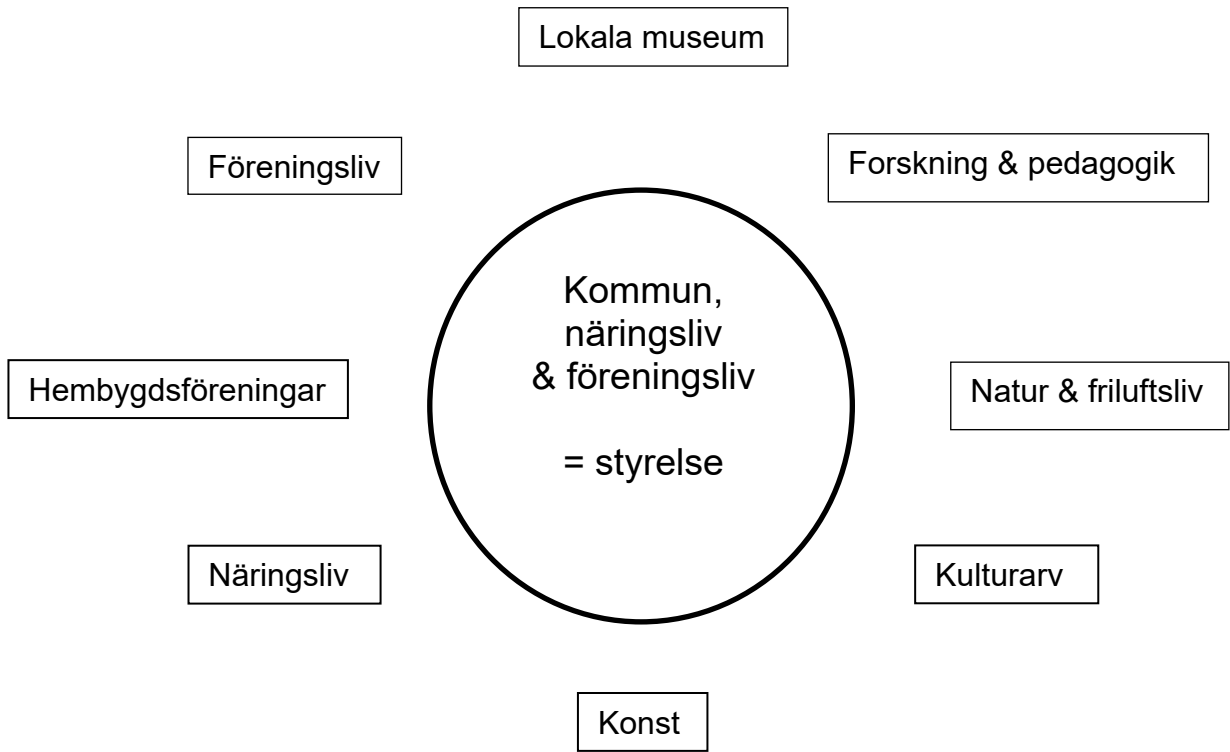 Lokala museum
Föreningsliv
Forskning & pedagogik
Kommun,
näringsliv
& föreningsliv
= styrelse
Hembygdsföreningar
Natur & friluftsliv
Näringsliv
Kulturarv
Konst